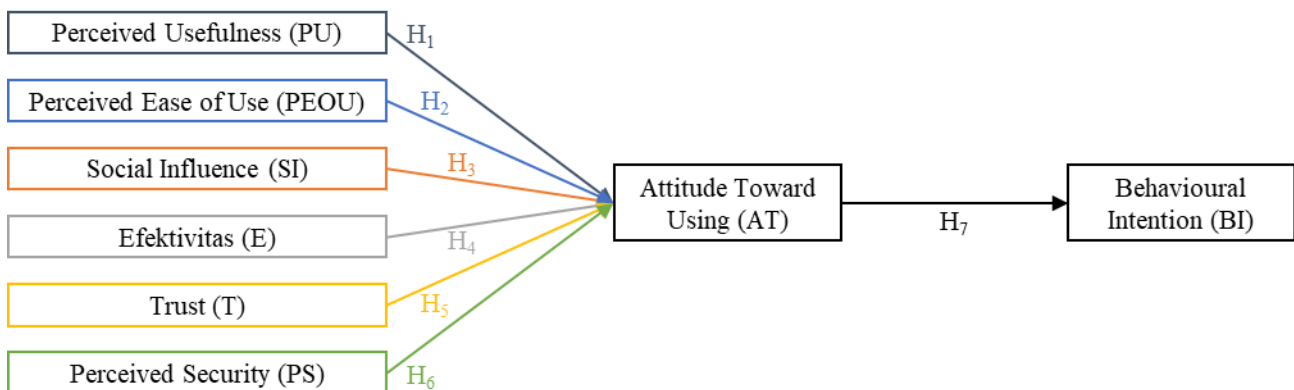 Perceived Usefulness (PU)
H₁
Perceived Ease of Use (PEOU)
H₂
Social Influence (SI)
H₃
Efektivitas (E)
H₄
Trust (T)
H₅
Perceived Security (PS)
H₆
Attitude Toward
Using (AT)
H₇
Behavioural
Intention (BI)